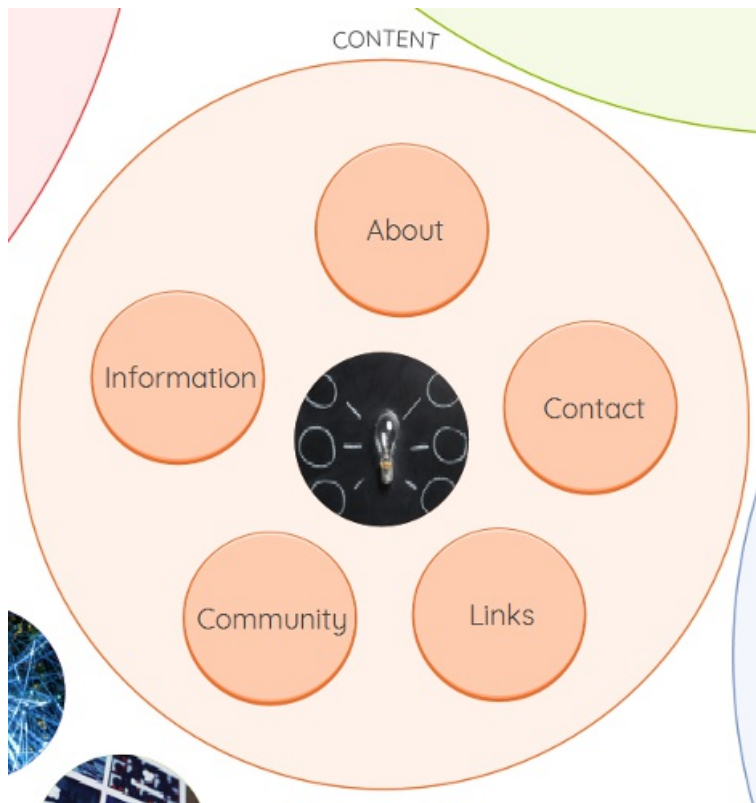 CONTENT
About
Information
Contact
Community
Links